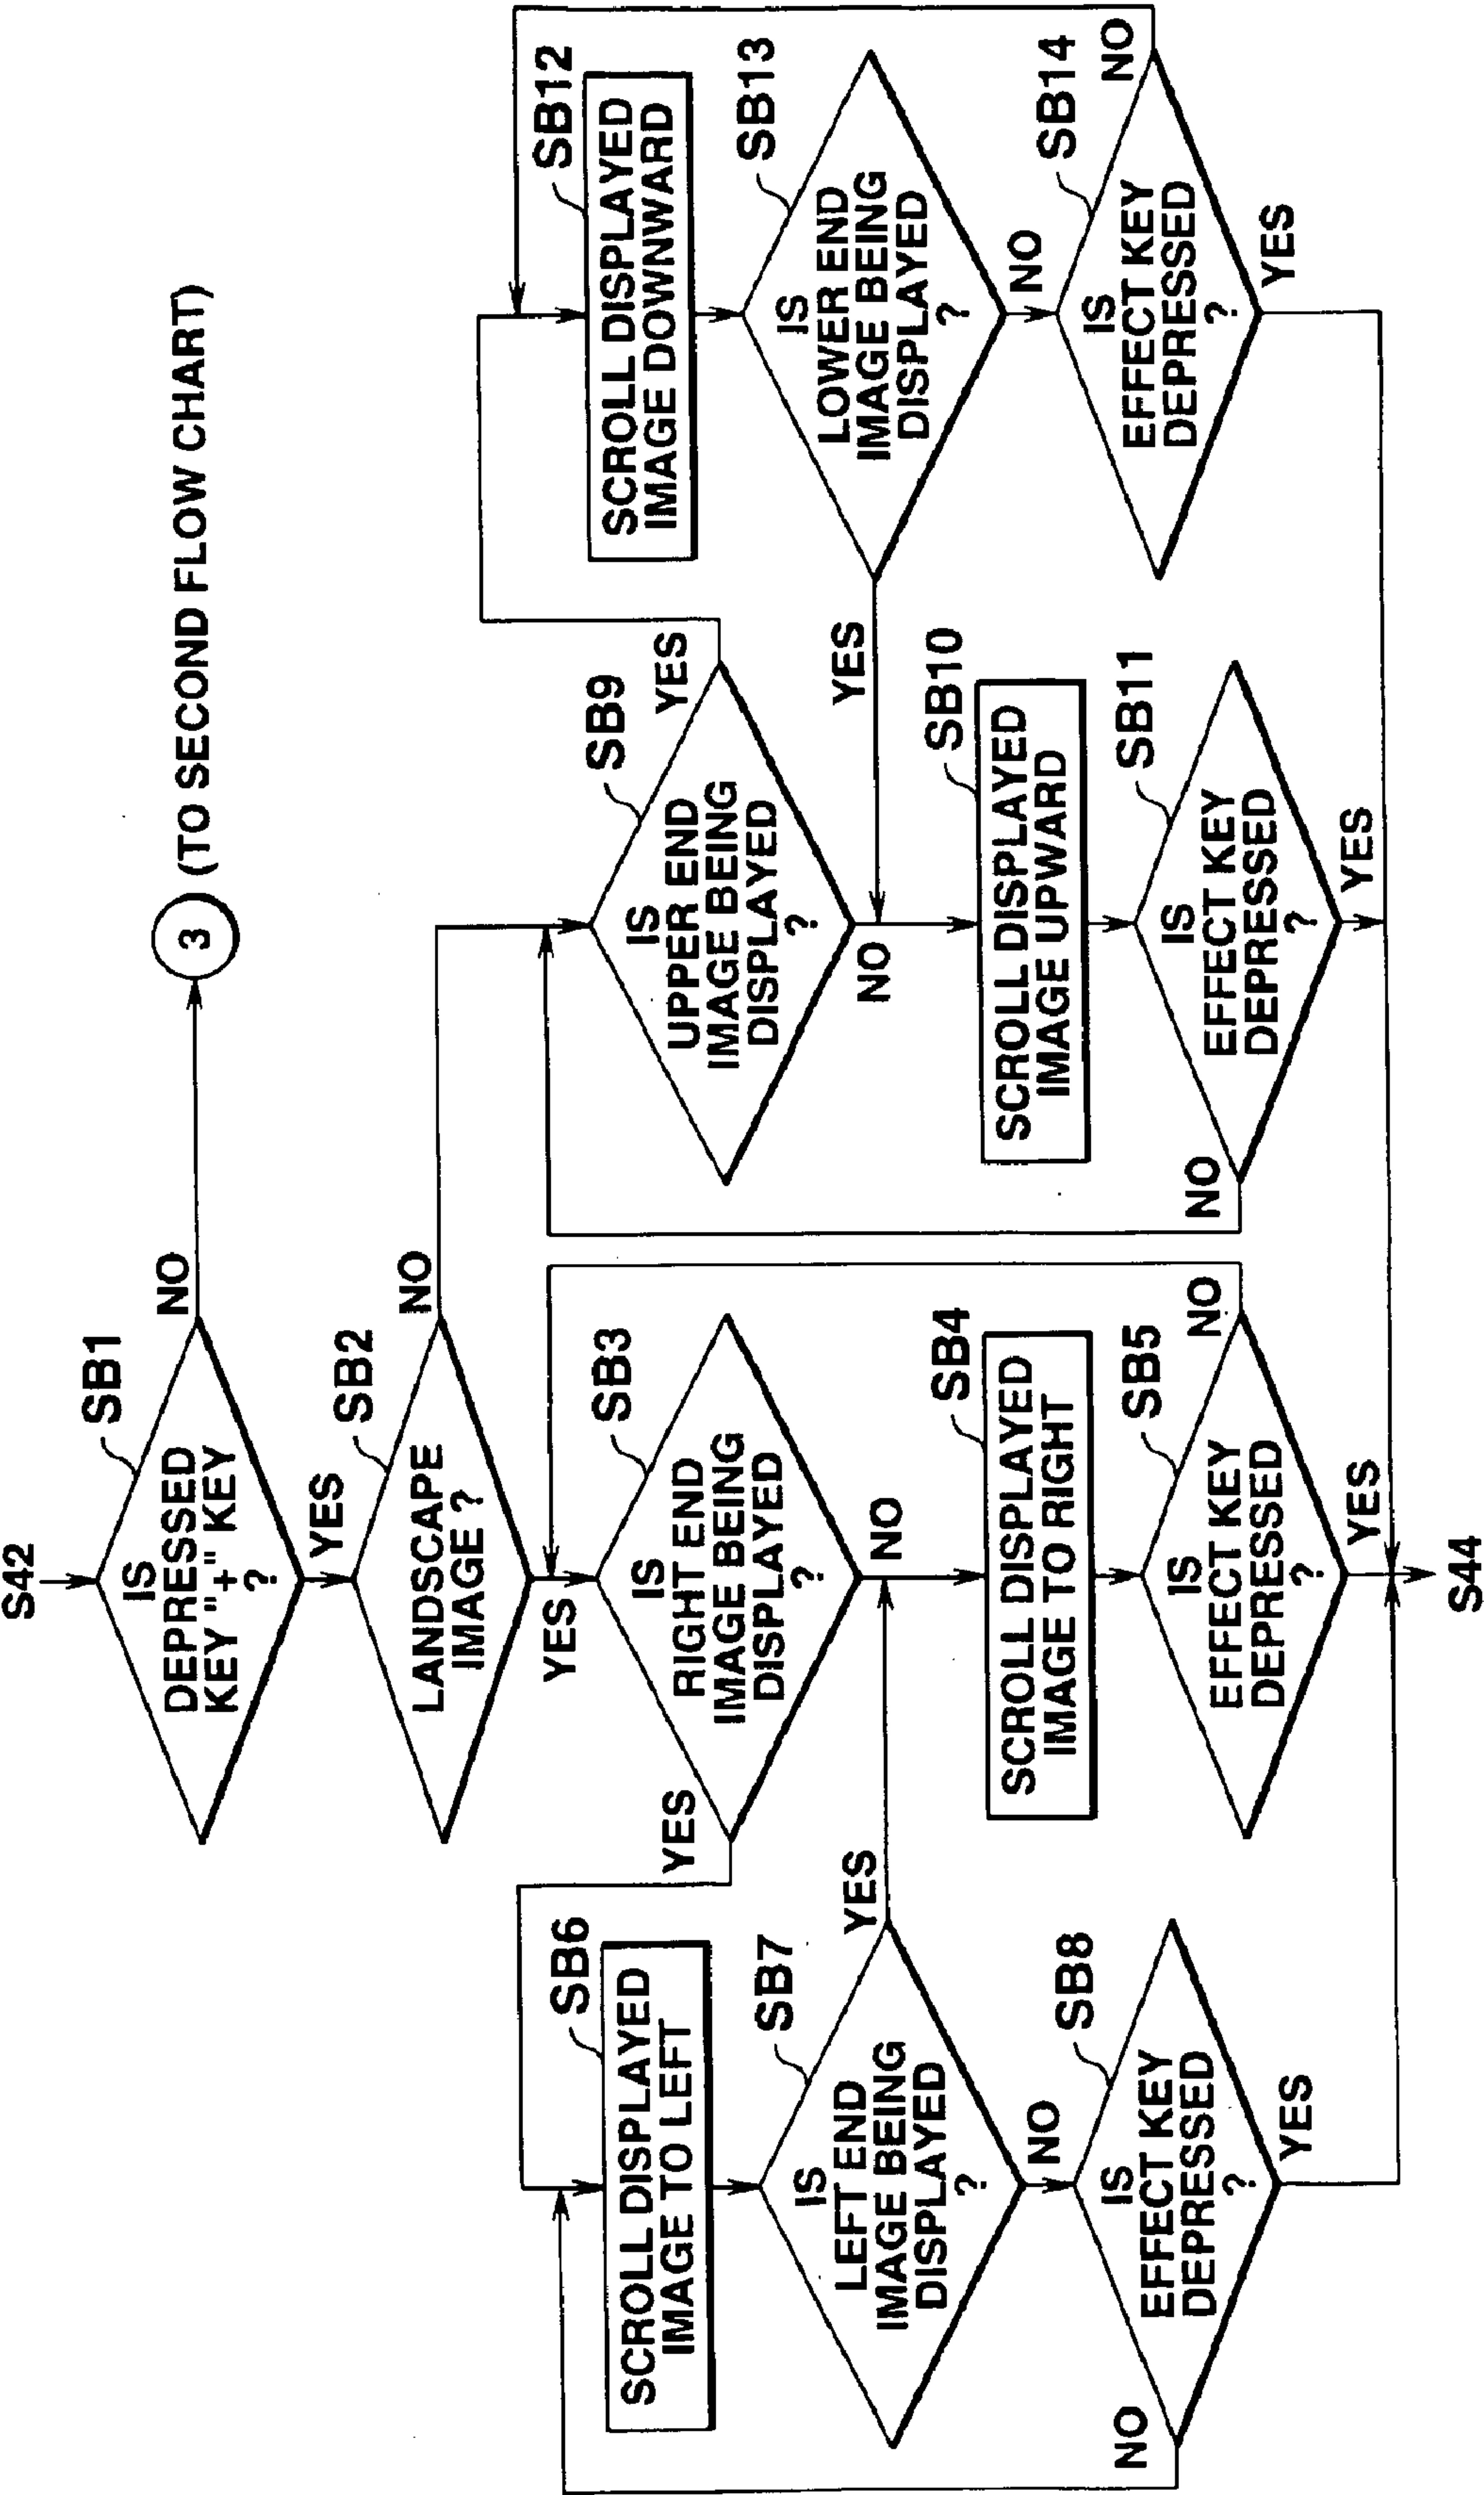 S42
SB1
IS
DEPRESSED
KEY "+" KEY
?
NO
3
(TO SECOND FLOW CHART)
YES
SB2
LANDSCAPE
IMAGE ?
NO
YES
SB3
IS
RIGHT END
IMAGE BEING
DISPLAYED
?
YES
NO
SB4
SCROLL DISPLAYED
IMAGE TO RIGHT
SB5
IS
EFFECT KEY
DEPRESSED
?
NO
YES
SB6
SCROLL DISPLAYED
IMAGE TO LEFT
SB7
IS
LEFT END
IMAGE BEING
DISPLAYED
?
YES
NO
SB8
IS
EFFECT KEY
DEPRESSED
?
NO
YES
SB9
IS
UPPER END
IMAGE BEING
DISPLAYED
?
YES
NO
SB10
SCROLL DISPLAYED
IMAGE UPWARD
SB11
IS
EFFECT KEY
DEPRESSED
?
NO
YES
SB12
SCROLL DISPLAYED
IMAGE DOWNWARD
SB13
IS
LOWER END
IMAGE BEING
DISPLAYED
?
YES
NO
SB14
IS
EFFECT KEY
DEPRESSED
?
NO
YES
S44